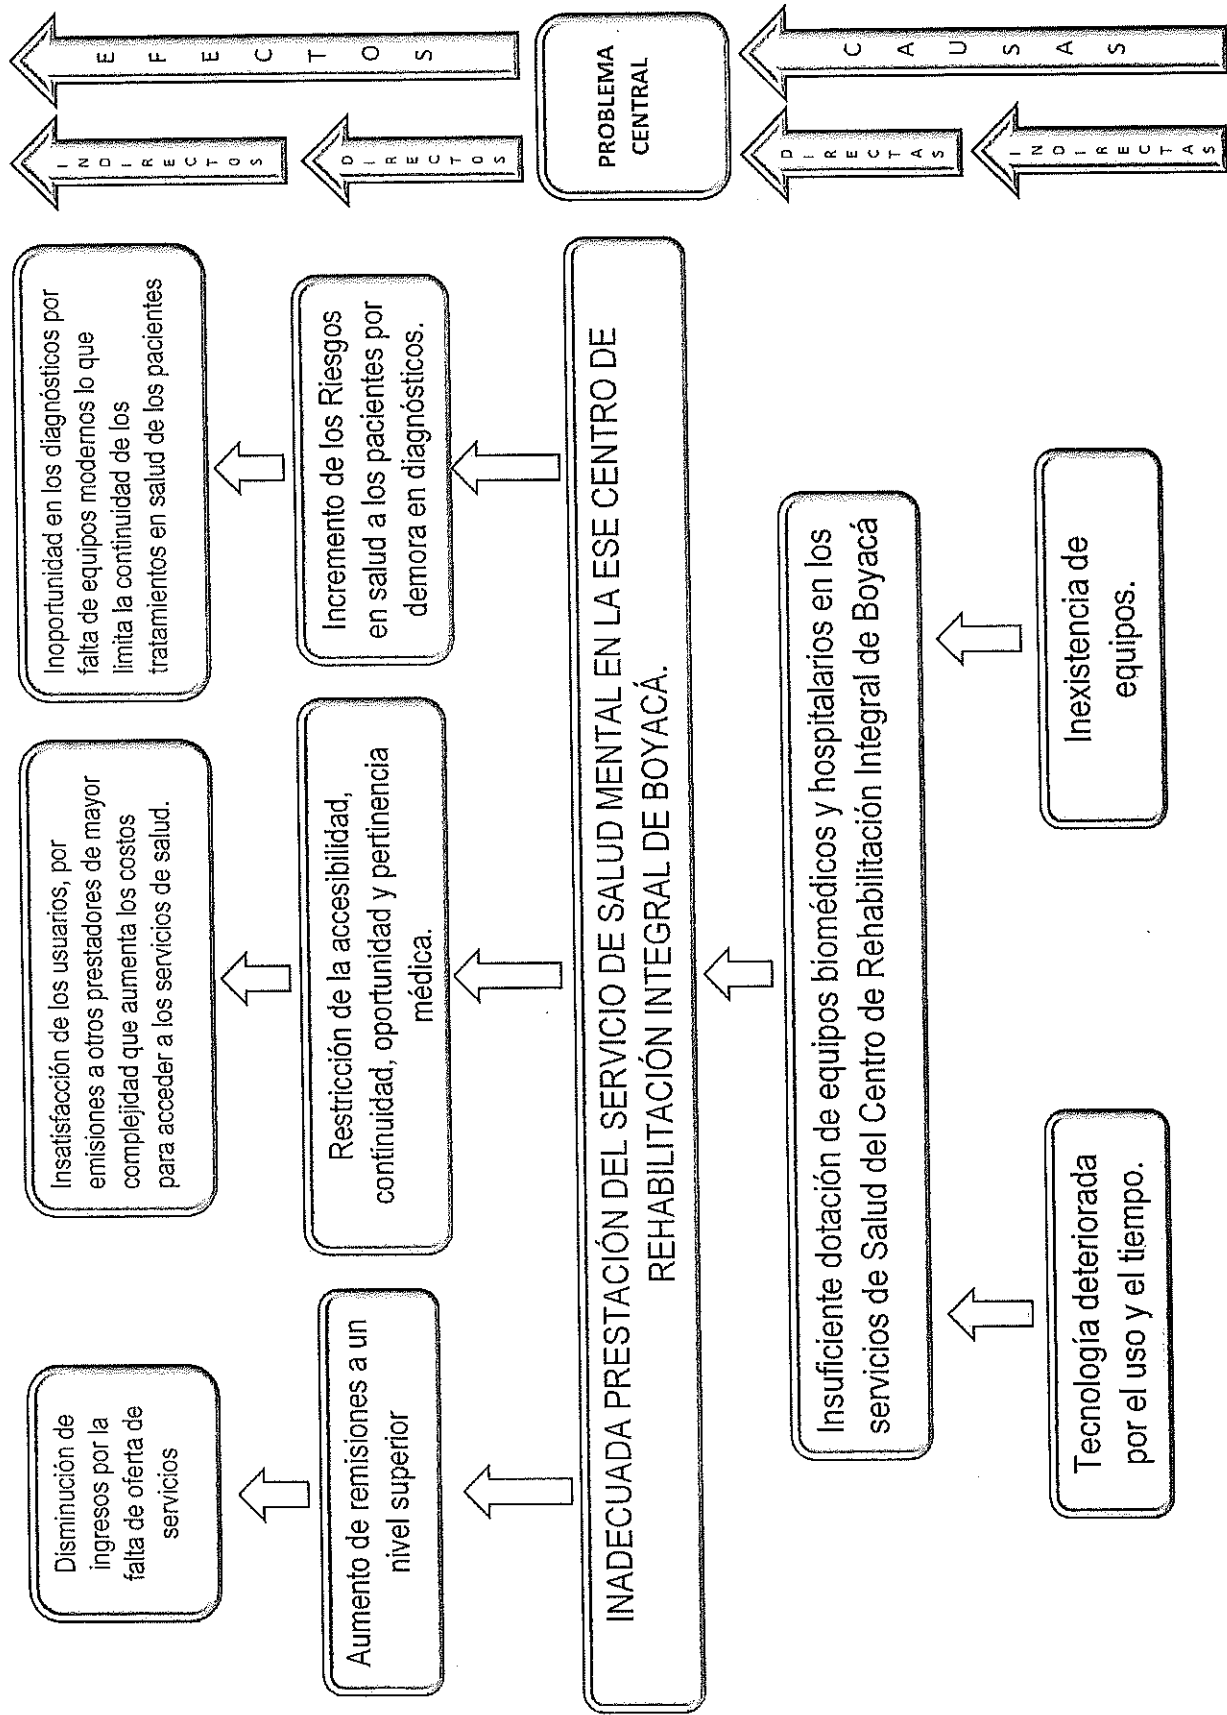 Disminución de
ingresos por la
falta de oferta de
servicios
Insatisfacción de los usuarios, por
emisiones a otros prestadores de mayor
complejidad que aumenta los costos
para acceder a los servicios de salud.
Inoportunidad en los diagnósticos por
falta de equipos modernos lo que
limita la continuidad de los
tratamientos en salud de los pacientes
INDIRECTOS
EFECTOS
Aumento de remisiones a un
nivel superior
Restricción de la accesibilidad,
continuidad, oportunidad y pertinencia
médica.
Incremento de los Riesgos
en salud a los pacientes por
demora en diagnósticos.
DIRECTOS
INADECUADA PRESTACIÓN DEL SERVICIO DE SALUD MENTAL EN LA ESE CENTRO DE
REHABILITACIÓN INTEGRAL DE BOYACÁ.
PROBLEMA
CENTRAL
Insuficiente dotación de equipos biomédicos y hospitalarios en los
servicios de Salud del Centro de Rehabilitación Integral de Boyacá
DIRECTAS
CAUSAS
Tecnología deteriorada
por el uso y el tiempo.
Inexistencia de
equipos.
INDIRECTAS